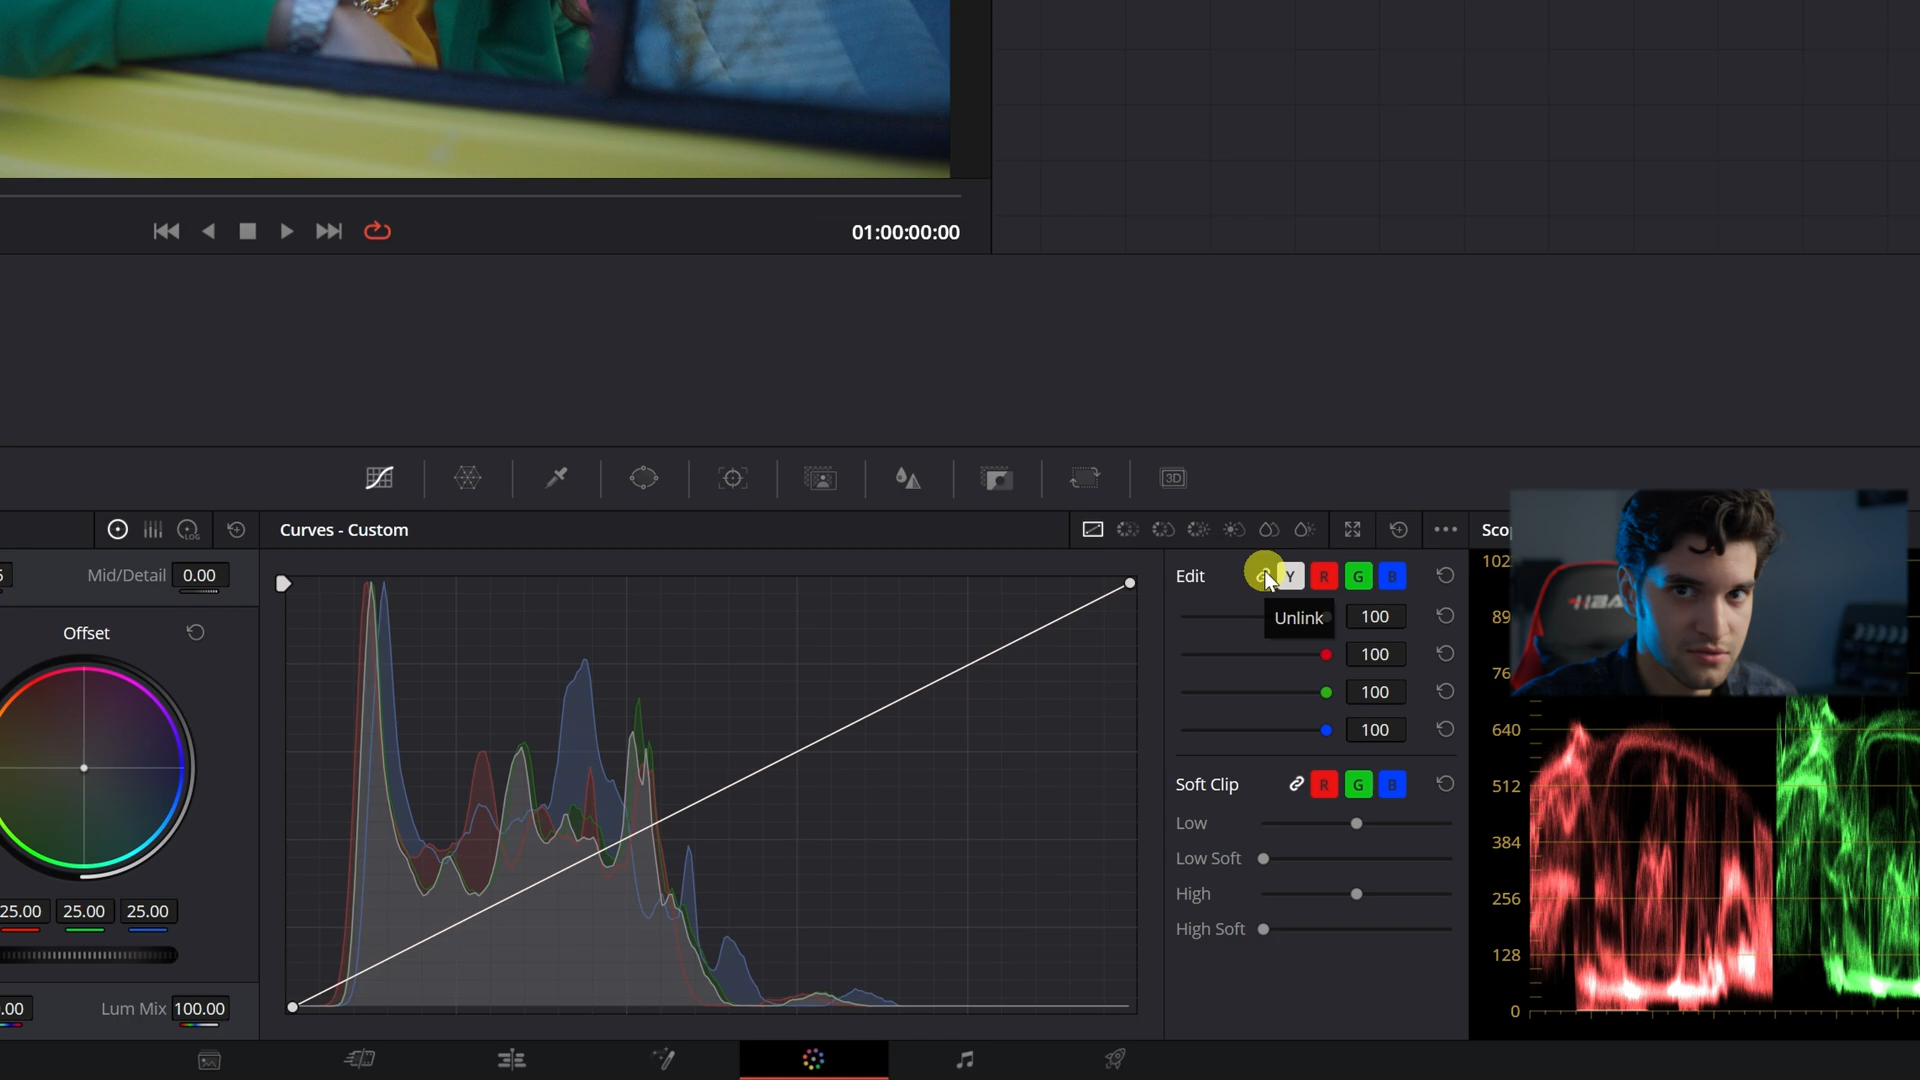 01:00:00:00
3D
LOG
Curves - Custom
Sco
5
Mid/Detail 0.00
Edit Y R G B
102
Unlink 100
89
Offset
100
76
100
100
640
Soft Clip R G B
512
Low
384
Low Soft
High
256
25.00 25.00 25.00
High Soft
128
.00 Lum Mix 100.00
0